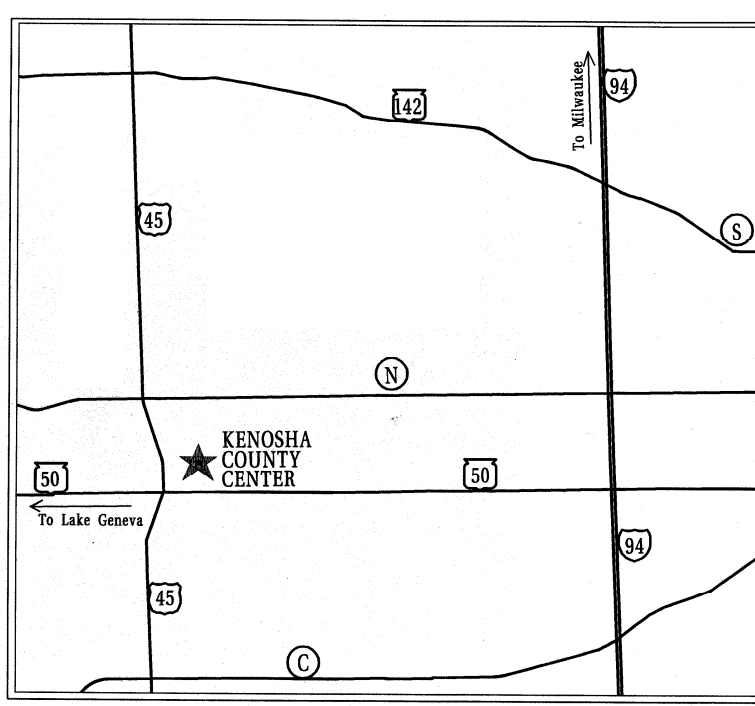 To Milwaukee
94
142
45
S
N
KENOSHA
COUNTY
CENTER
50
50
To Lake Geneva
94
45
C